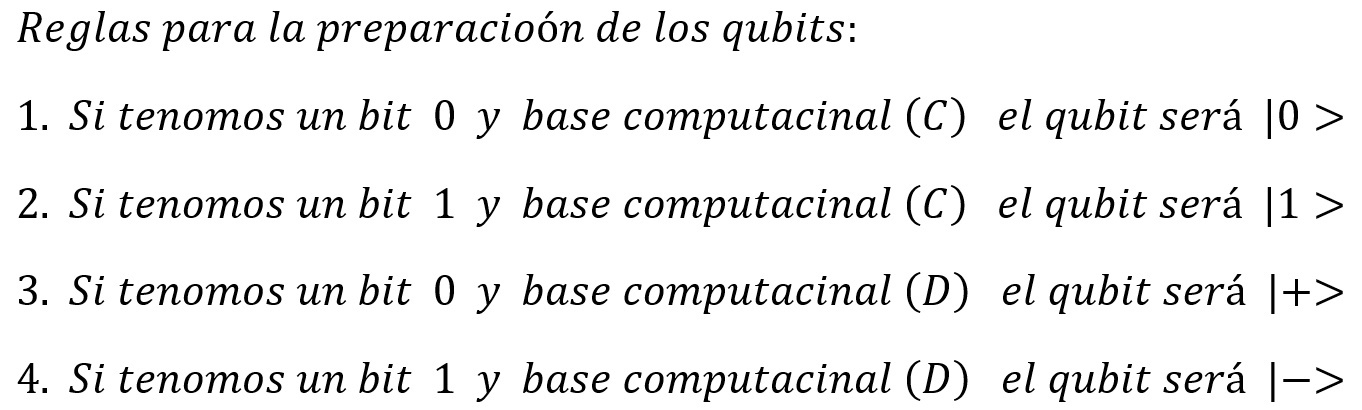 Reglas para la preparacioón de los qubits:
1. Si tenomos un bit 0 y base computacinal (C) el qubit será |0 >
2. Si tenomos un bit 1 y base computacinal (C) el qubit será |1 >
3. Si tenomos un bit 0 y base computacinal (D) el qubit será |+>
4. Si tenomos un bit 1 y base computacinal (D) el qubit será |−>